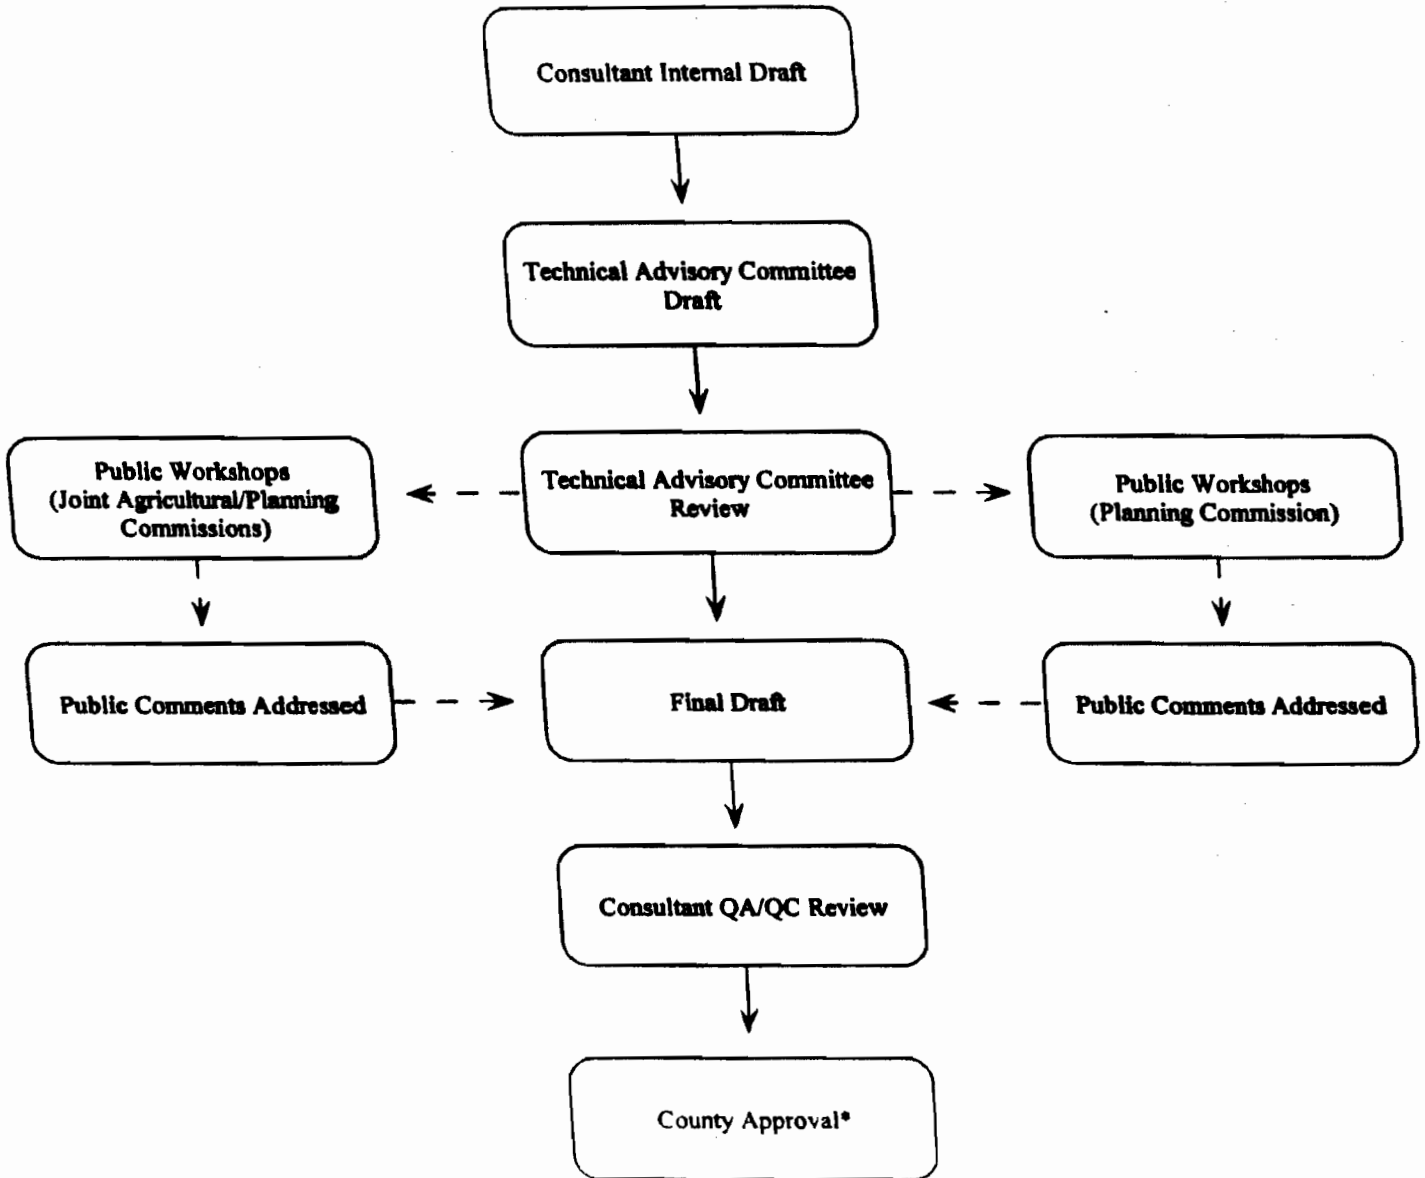 Consultant Internal Draft
Technical Advisory Committee
Draft
Public Workshops
(Joint Agricultural/Planning
Commissions)
Technical Advisory Committee
Review
Public Workshops
(Planning Commission)
Public Comments Addressed
Final Draft
Public Comments Addressed
Consultant QA/QC Review
County Approval*